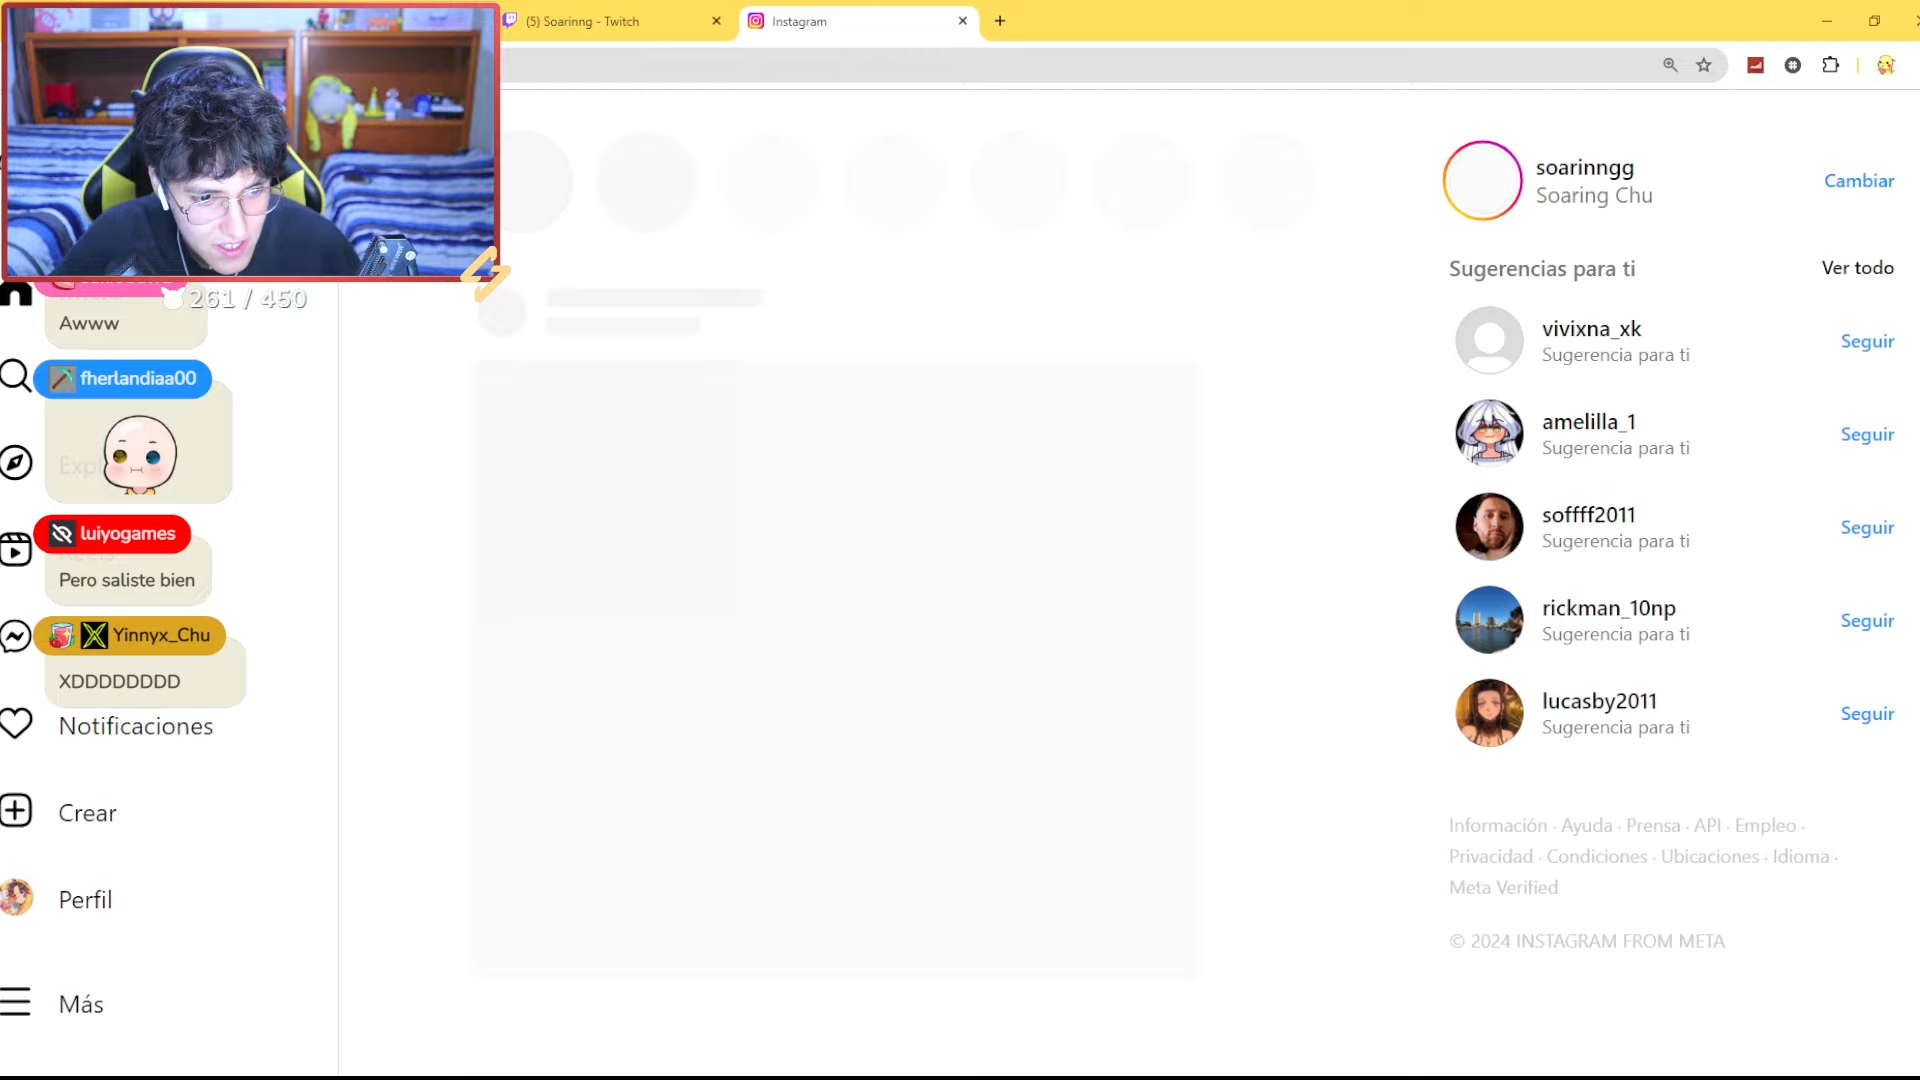 (5) Soarinng - Twitch
Instagram
261 / 450
Awww
fherlandiaa00
Expl
luiyogames
Reels
Pero saliste bien
Yinnyx_Chu
XDDDDDDDD
Notificaciones
Crear
Perfil
Más
soarinngg
Soaring Chu
Cambiar
Sugerencias para ti
Ver todo
vivixna_xk
Sugerencia para ti
Seguir
amelilla_1
Sugerencia para ti
Seguir
soffff2011
Sugerencia para ti
Seguir
rickman_10np
Sugerencia para ti
Seguir
lucasby2011
Sugerencia para ti
Seguir
Información · Ayuda · Prensa · API · Empleo ·
Privacidad · Condiciones · Ubicaciones · Idioma ·
Meta Verified
© 2024 INSTAGRAM FROM META